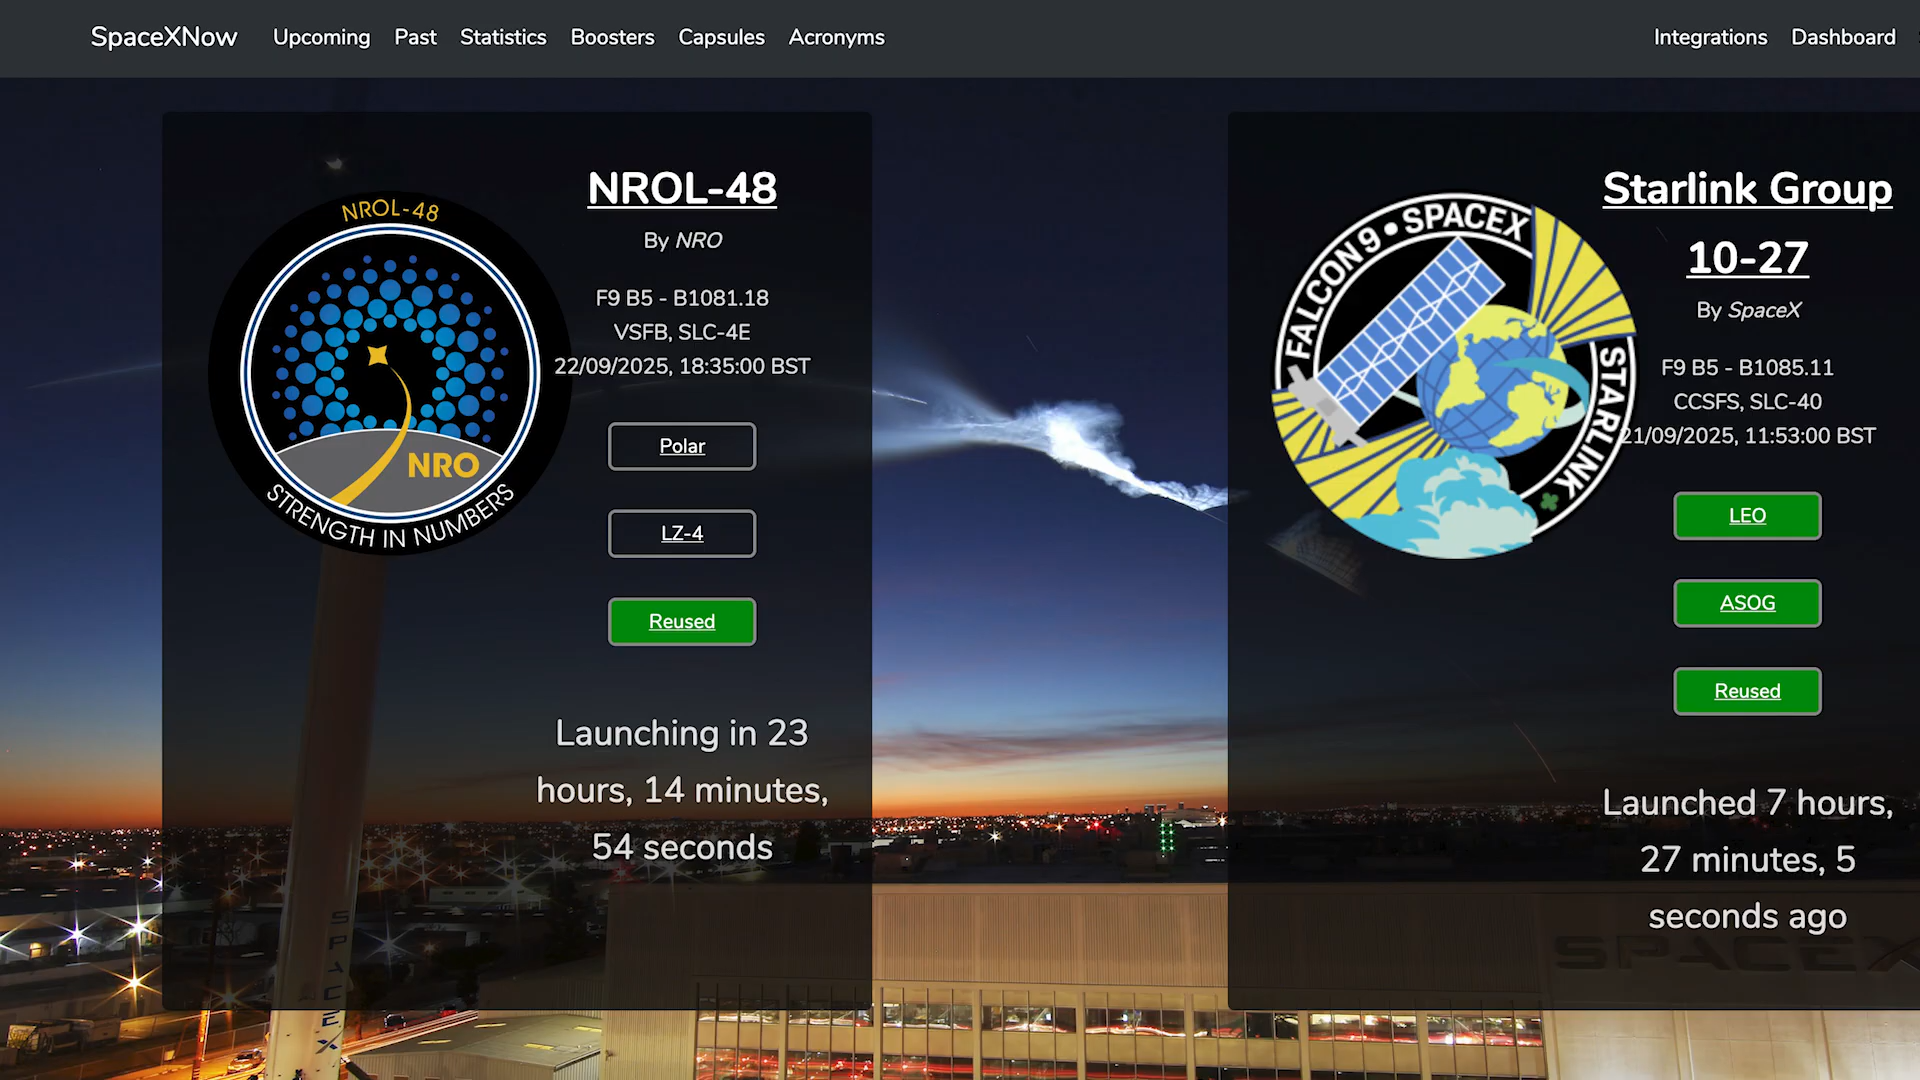 SpaceXNow
Upcoming
Past
Statistics
Boosters
Capsules
Acronyms
Integrations
Dashboard
NROL-48
NRO
STRENGTH IN NUMBERS
NROL-48
By NRO
F9 B5 - B1081.18
VSFB, SLC-4E
22/09/2025, 18:35:00 BST
Polar
LZ-4
Reused
Launching in 23
hours, 14 minutes,
54 seconds
FALCON 9 • SPACEX
STARLINK
Starlink Group
10-27
By SpaceX
F9 B5 - B1085.11
CCSFS, SLC-40
21/09/2025, 11:53:00 BST
LEO
ASOG
Reused
Launched 7 hours,
27 minutes, 5
seconds ago
SPACEX
SPACEX